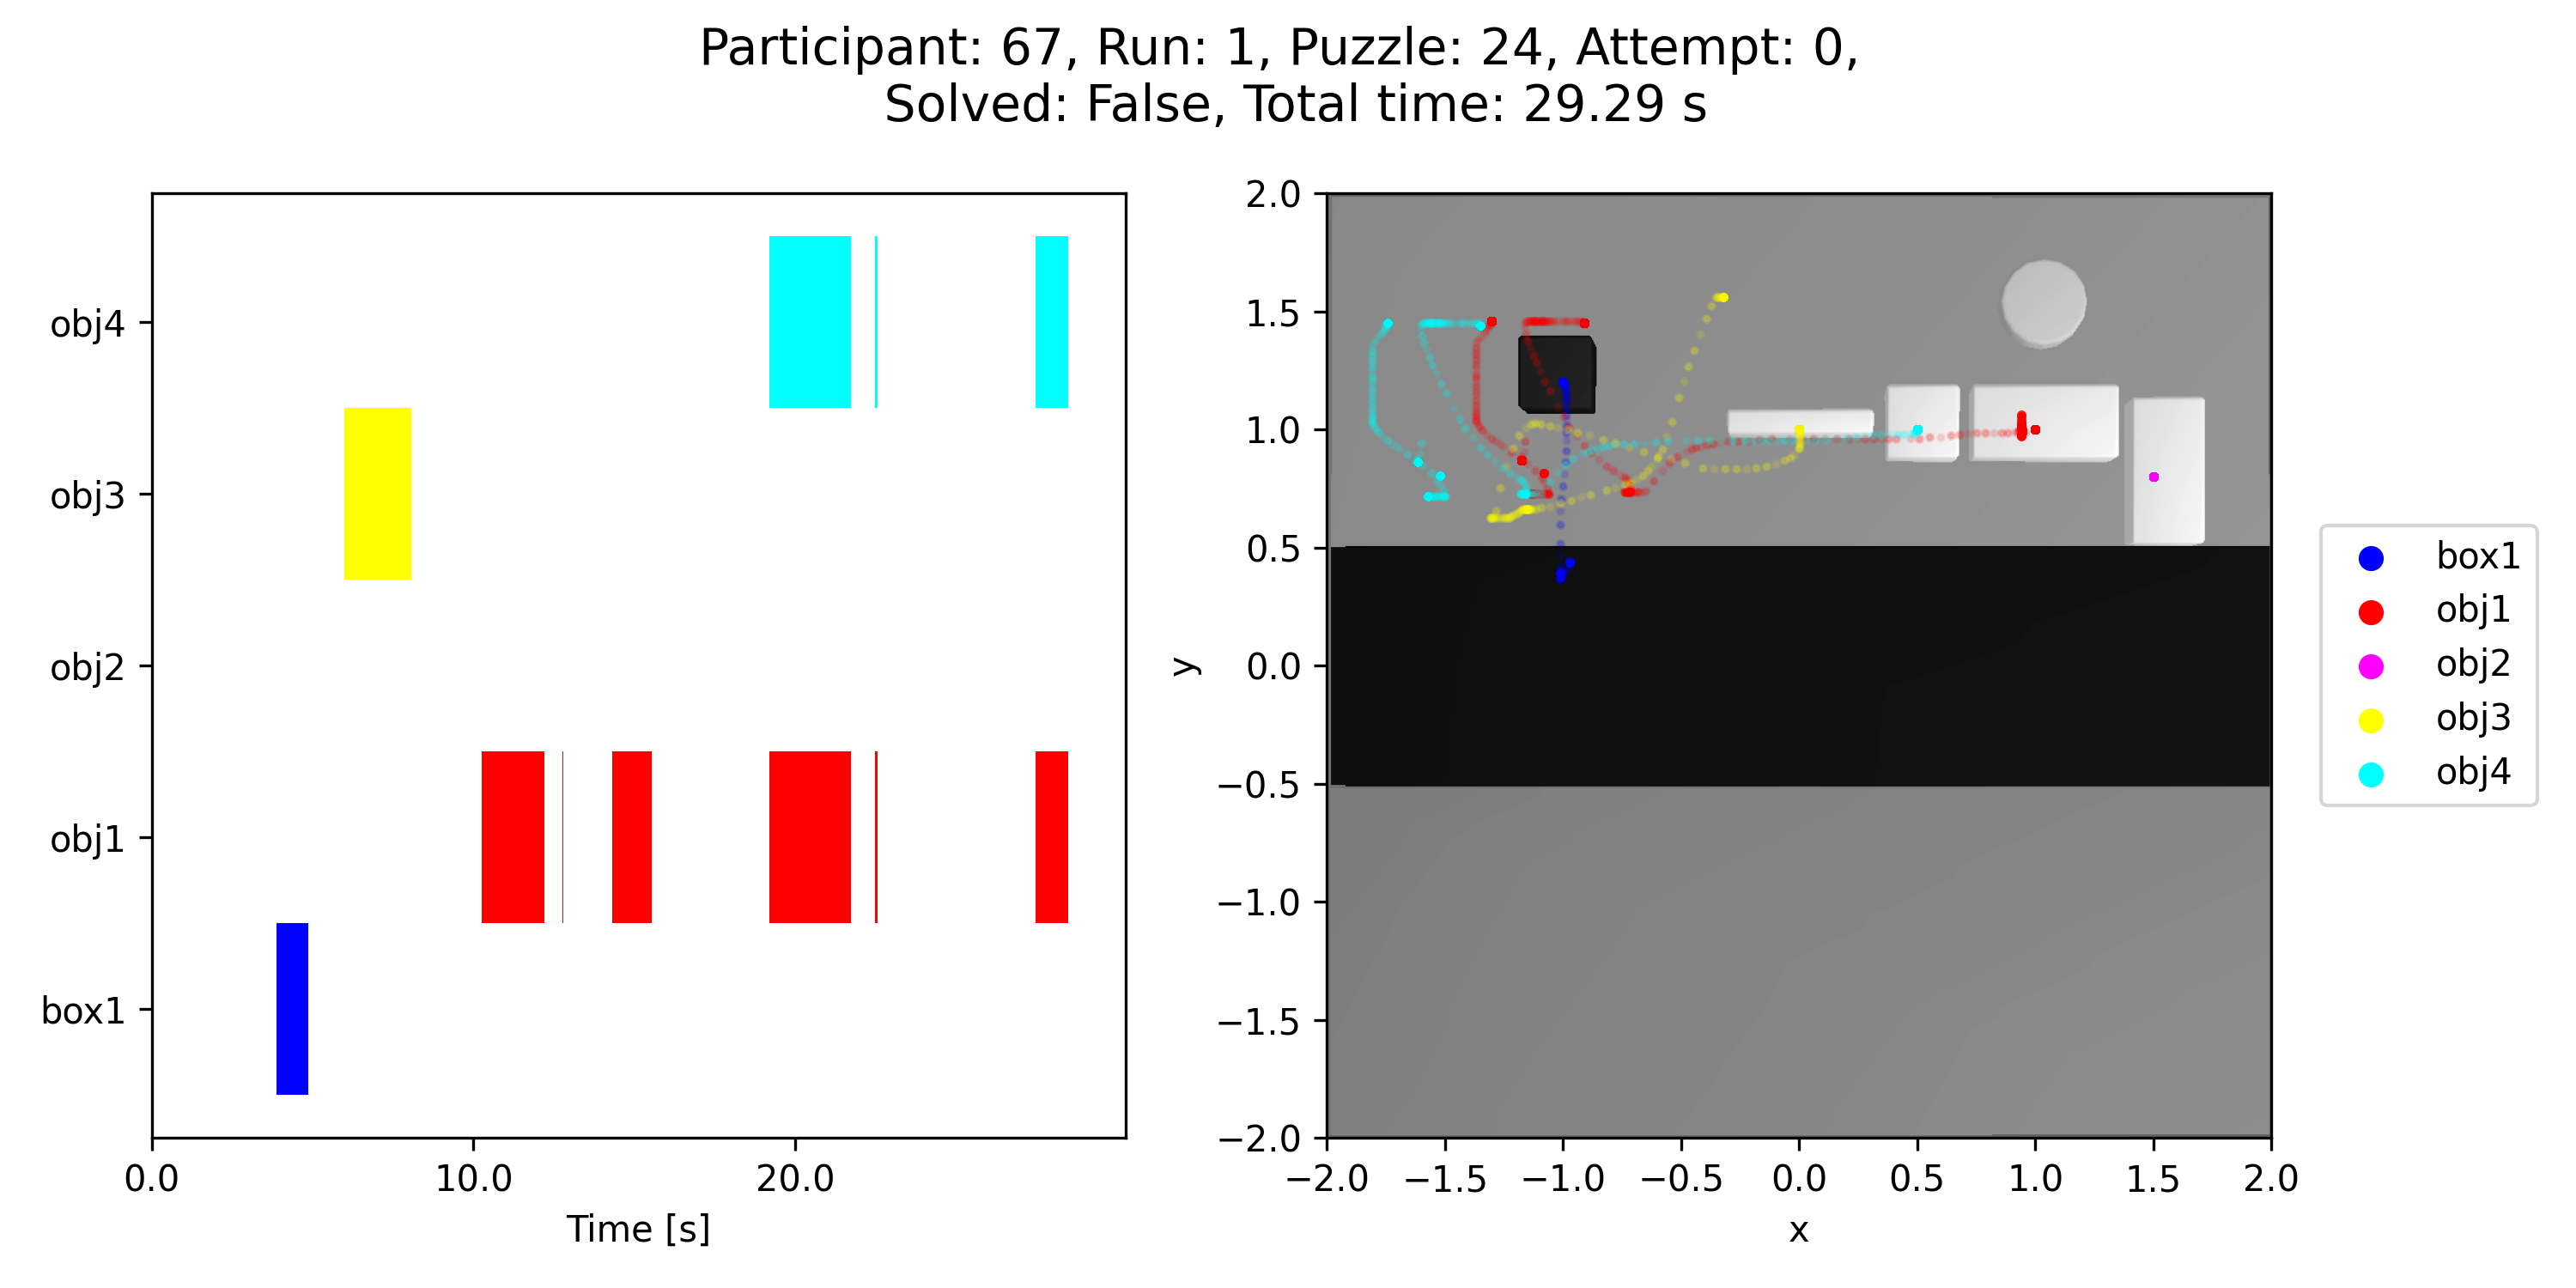 Participant: 67, Run: 1, Puzzle: 24, Attempt: 0,
Solved: False, Total time: 29.29 s
obj4
obj3
obj2
obj1
box1
0.0
10.0
20.0
Time [s]
2.0
1.5
1.0
0.5
0.0
−0.5
−1.0
−1.5
−2.0
y
−2.0
−1.5
−1.0
−0.5
0.0
0.5
1.0
1.5
2.0
x
box1
obj1
obj2
obj3
obj4